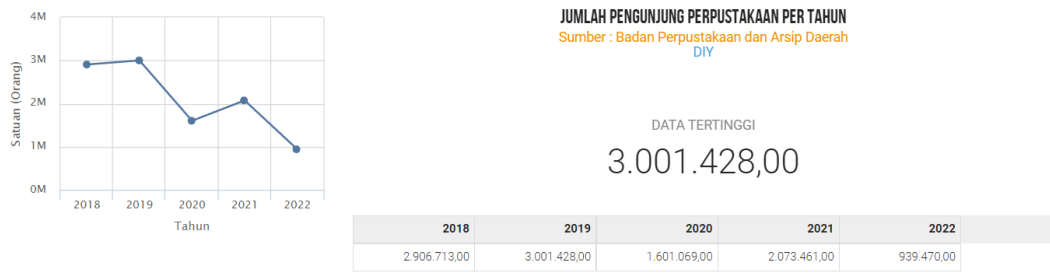 4M
3M
2M
1M
0M
Satuan (Orang)
2018 2019 2020 2021 2022
Tahun
JUMLAH PENGUNJUNG PERPUSTAKAAN PER TAHUN
Sumber : Badan Perpustakaan dan Arsip Daerah
DIY
DATA TERTINGGI
3.001.428,00
2018 2019 2020 2021 2022
2.906.713,00 3.001.428,00 1.601.069,00 2.073.461,00 939.470,00